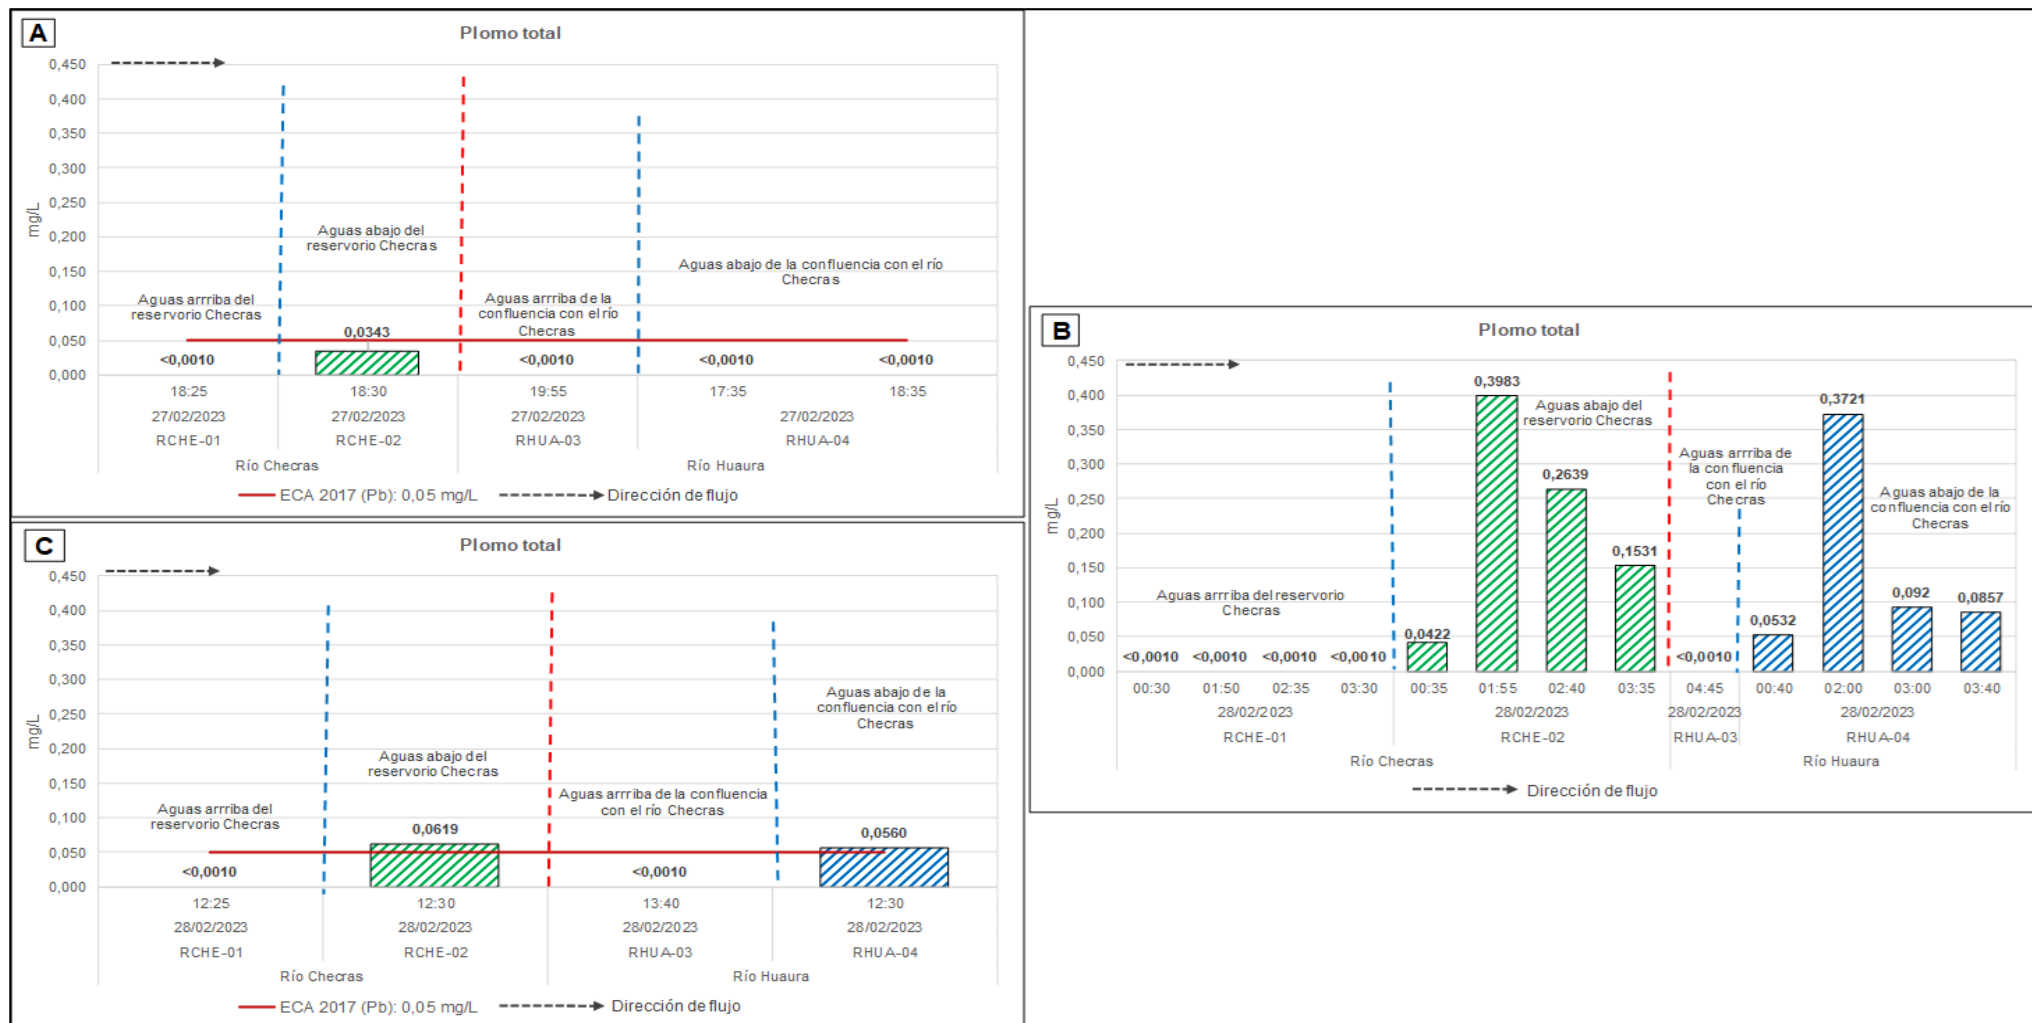 A
Plomo total
0,450
0,400
0,350
0,300
0,250
0,200
0,150
0,100
0,050
0,000
mg/L
Aguas arrriba del
reservorio Checras
Aguas abajo del
reservorio Checras
Aguas arrriba de la
confluencia con el río
Checras
Aguas abajo de la confluencia con el río
Checras
<0,0010
0,0343
<0,0010
<0,0010
<0,0010
18:25
18:30
19:55
17:35
18:35
27/02/2023
27/02/2023
27/02/2023
27/02/2023
RCHE-01
RCHE-02
RHUA-03
RHUA-04
Río Checras
Río Huaura
ECA 2017 (Pb): 0,05 mg/L
Dirección de flujo
B
Plomo total
0,450
0,400
0,350
0,300
0,250
0,200
0,150
0,100
0,050
0,000
mg/L
Aguas arrriba del reservorio
Checras
Aguas abajo del
reservorio Checras
Aguas arrriba de
la confluencia
con el río
Checras
Aguas abajo de la
confluencia con el río
Checras
<0,0010
<0,0010
<0,0010
<0,0010
0,0422
0,3983
0,2639
0,1531
<0,0010
0,0532
0,3721
0,092
0,0857
00:30
01:50
02:35
03:30
00:35
01:55
02:40
03:35
04:45
00:40
02:00
03:00
03:40
28/02/2023
28/02/2023
28/02/2023
28/02/2023
RCHE-01
RCHE-02
RHUA-03
RHUA-04
Río Checras
Río Huaura
Dirección de flujo
C
Plomo total
0,450
0,400
0,350
0,300
0,250
0,200
0,150
0,100
0,050
0,000
mg/L
Aguas arrriba del
reservorio Checras
Aguas abajo del
reservorio Checras
Aguas arrriba de la confluencia
con el río Checras
Aguas abajo de la
confluencia con el río
Checras
<0,0010
0,0619
<0,0010
0,0560
12:25
12:30
13:40
12:30
28/02/2023
28/02/2023
28/02/2023
28/02/2023
RCHE-01
RCHE-02
RHUA-03
RHUA-04
Río Checras
Río Huaura
ECA 2017 (Pb): 0,05 mg/L
Dirección de flujo